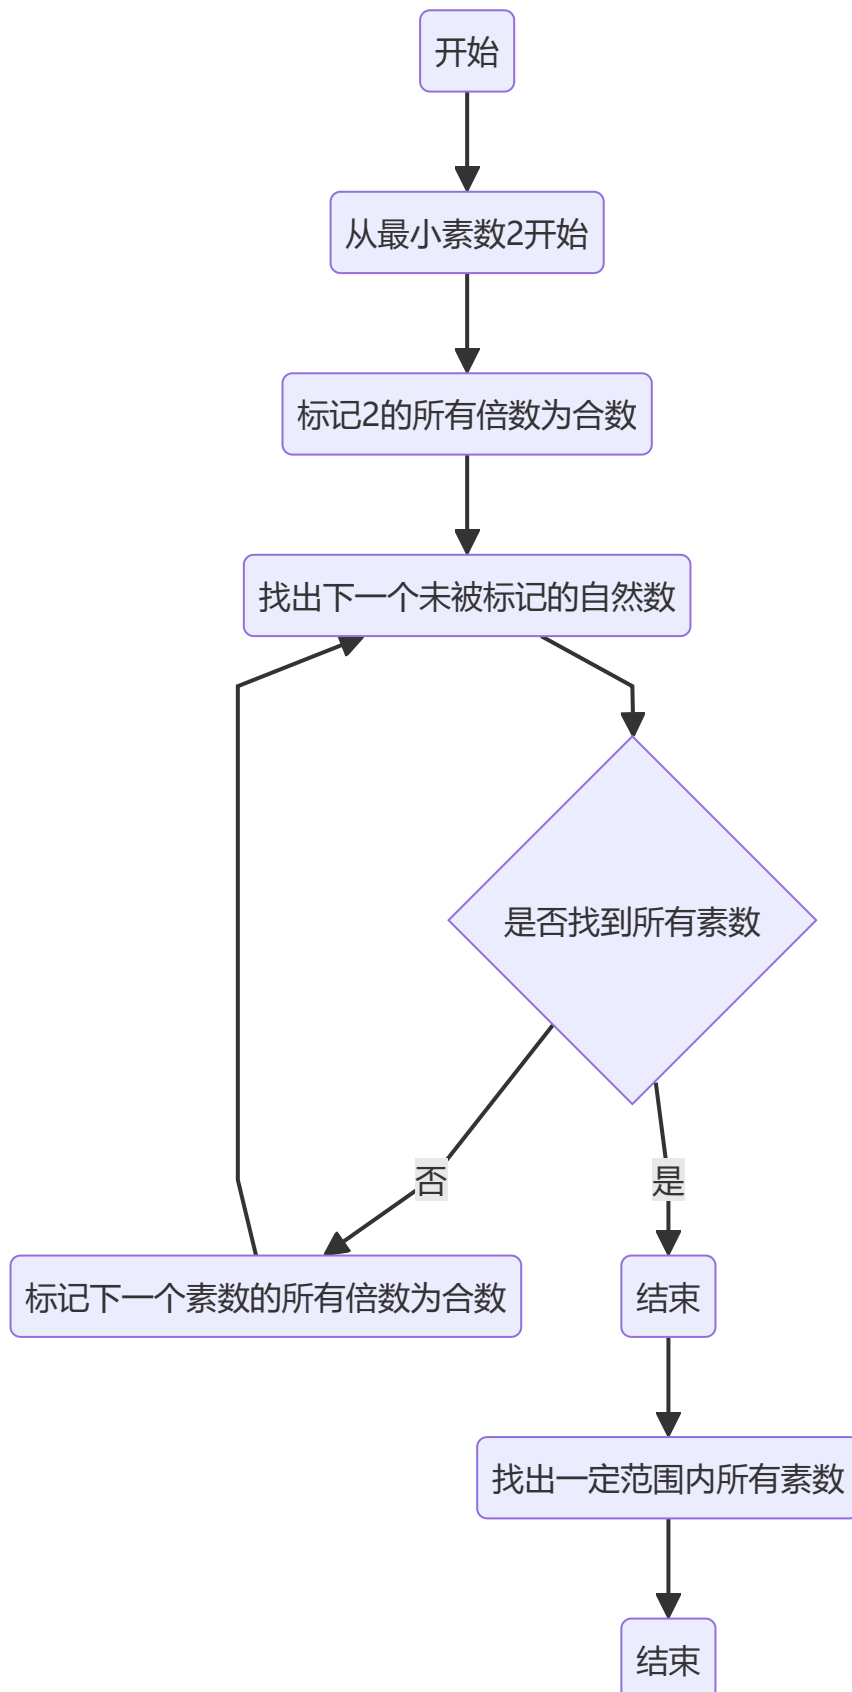 开始
从最小素数2开始
标记2的所有倍数为合数
找出下一个未被标记的自然数
是否找到所有素数
否
是
标记下一个素数的所有倍数为合数
结束
找出一定范围内所有素数
结束